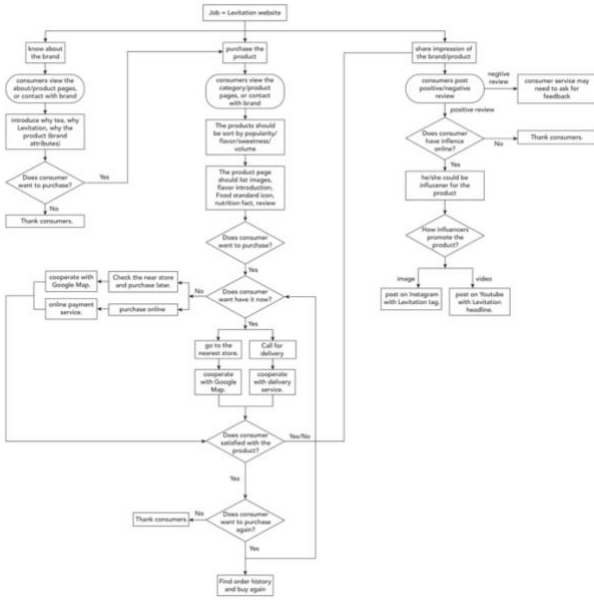 Job = Levitation website
know about
the brand
consumers view the
about/product pages,
or contact with brand
introduce why tea, why
Levitation, why the
product (brand
attributes)
Does consumer
want to purchase?
Yes
No
Thank consumers.
purchase the
product
consumers view the
category/product
pages, or contact
with brand
The products should
be sort by popularity/
flavor/sweatness/
volume
The product page
should list images,
flavor introduction,
Food standard icon,
nutrition fact, review
Does consumer
want to purchase?
Yes
Does consumer
want have it now?
No
Check the near store
and purchase later.
cooperate with
Google Map.
purchase online
online payment
service.
Yes
go to the
nearest store.
cooperate
with Google
Map.
Call for
delivery
cooperate
with delivery
service.
Does consumer
satisfied with the
product?
Yes/No
Yes
Does consumer
want to purchase
again?
No
Thank consumers.
Yes
Find order history
and buy again
share impression of
the brand/product
consumers post
positive/negative
review
negtive
review
consumer service may
need to ask for
feedback
positive review
Does consumer
have inflence
online?
No
Thank consumers.
Yes
he/she could be
influcener for the
product
How influencers
promote the
product?
image
video
post on Instagram
with Levitation tag.
post on Youtube
with Levitation
headline.